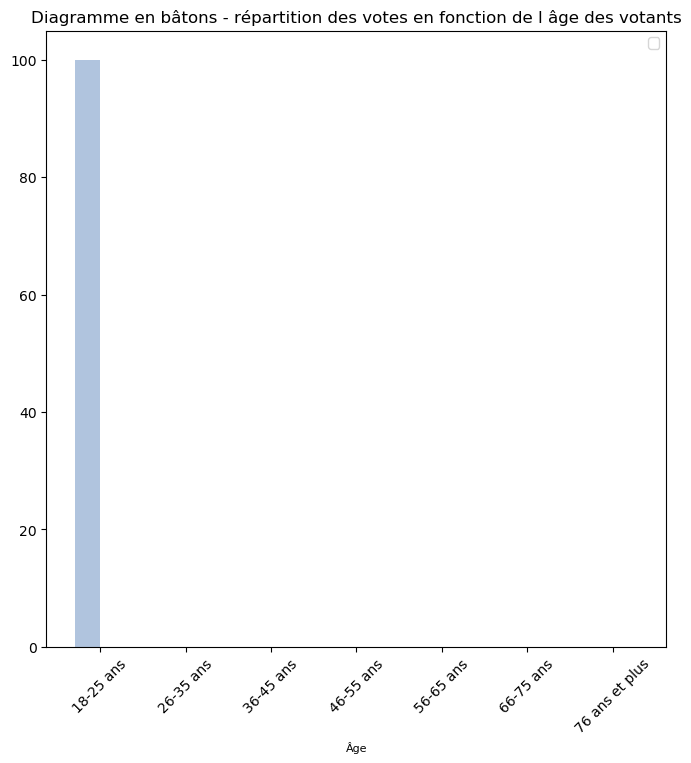 Diagramme en bâtons - répartition des votes en fonction de l âge des votants
100
80
60
40
20
0
18-25 ans
26-35 ans
36-45 ans
46-55 ans
56-65 ans
66-75 ans
76 ans et plus
Âge